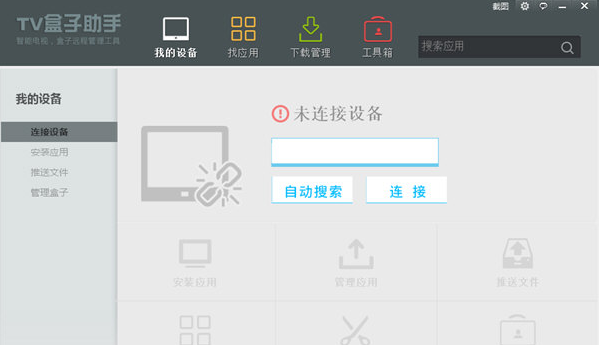 截图
TV盒子助手
智能电视，盒子远程管理工具
我的设备
找应用
下载管理
工具箱
搜索应用
我的设备
连接设备
安装应用
推送文件
管理盒子
未连接设备
自动搜索
连 接
安装应用
管理应用
推送文件